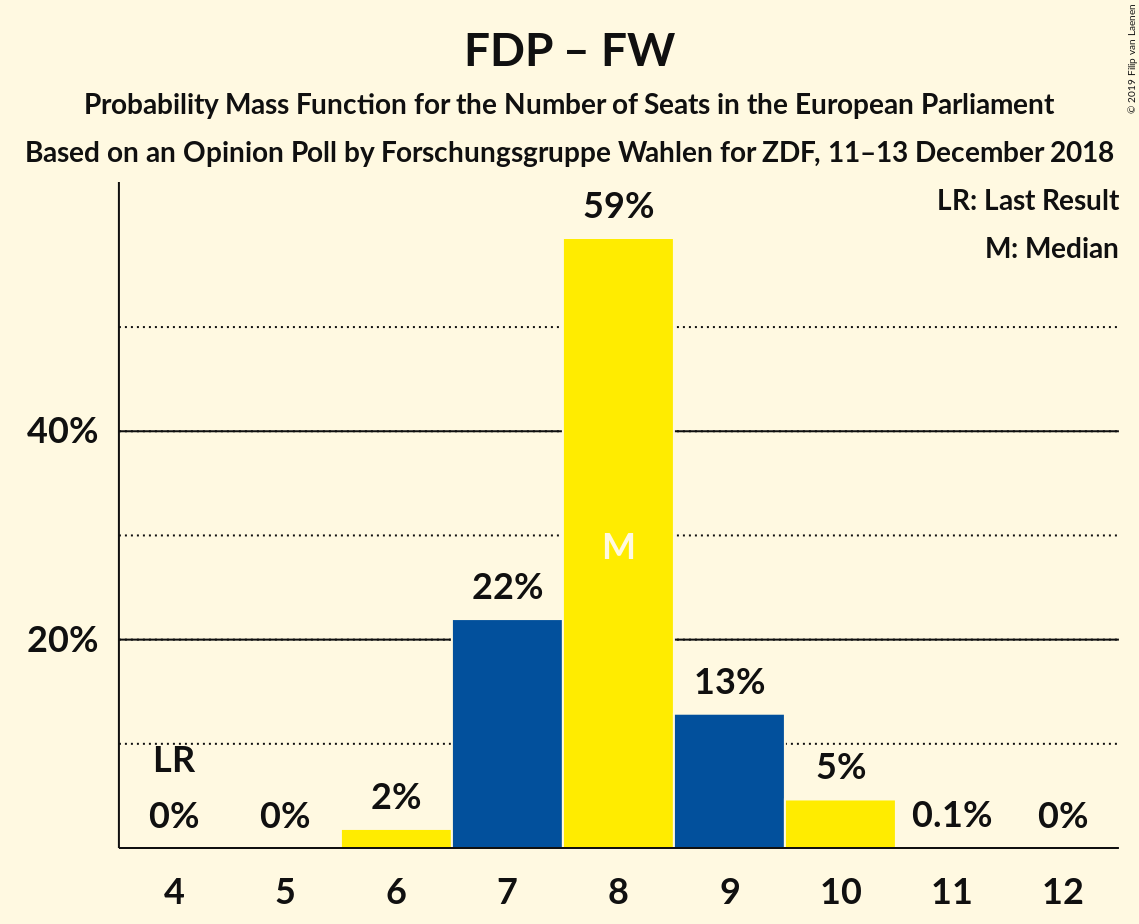 FDP – FW
Probability Mass Function for the Number of Seats in the European Parliament
Based on an Opinion Poll by Forschungsgruppe Wahlen for ZDF, 11–13 December 2018
© 2019 Filip van Laenen
LR: Last Result
M: Median
59%
40%
M
22%
20%
13%
LR
5%
2%
0% 0% 0.1% 0%
4 5 6 7 8 9 10 11 12